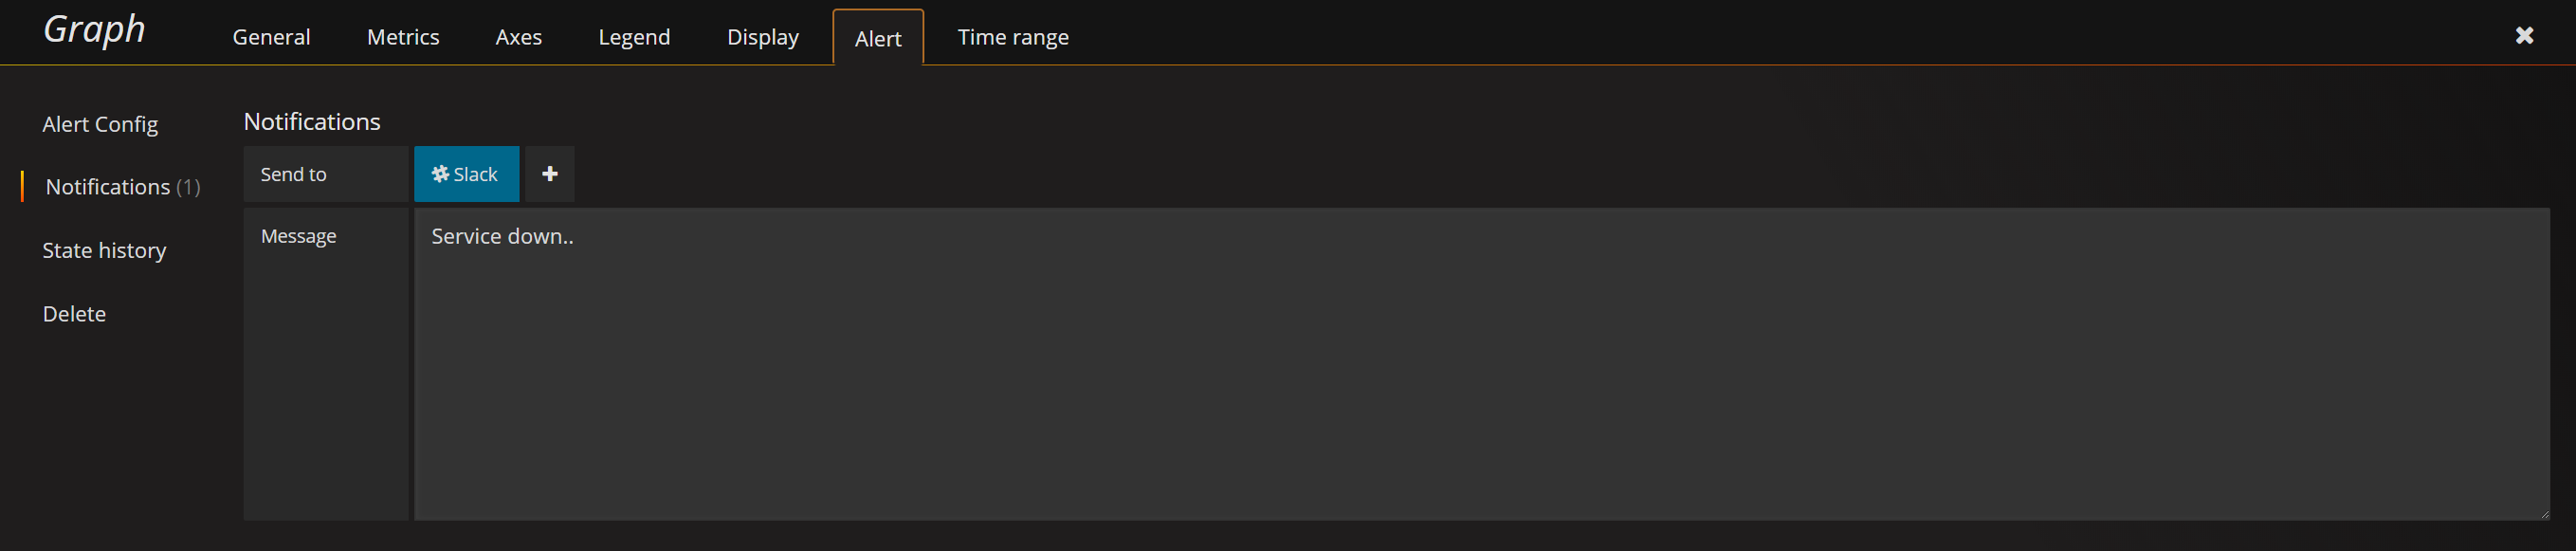 Graph General Metrics Axes Legend Display Alert Time range
Alert Config
Notifications (1)
State history
Delete
Notifications
Send to Slack
Message Service down..